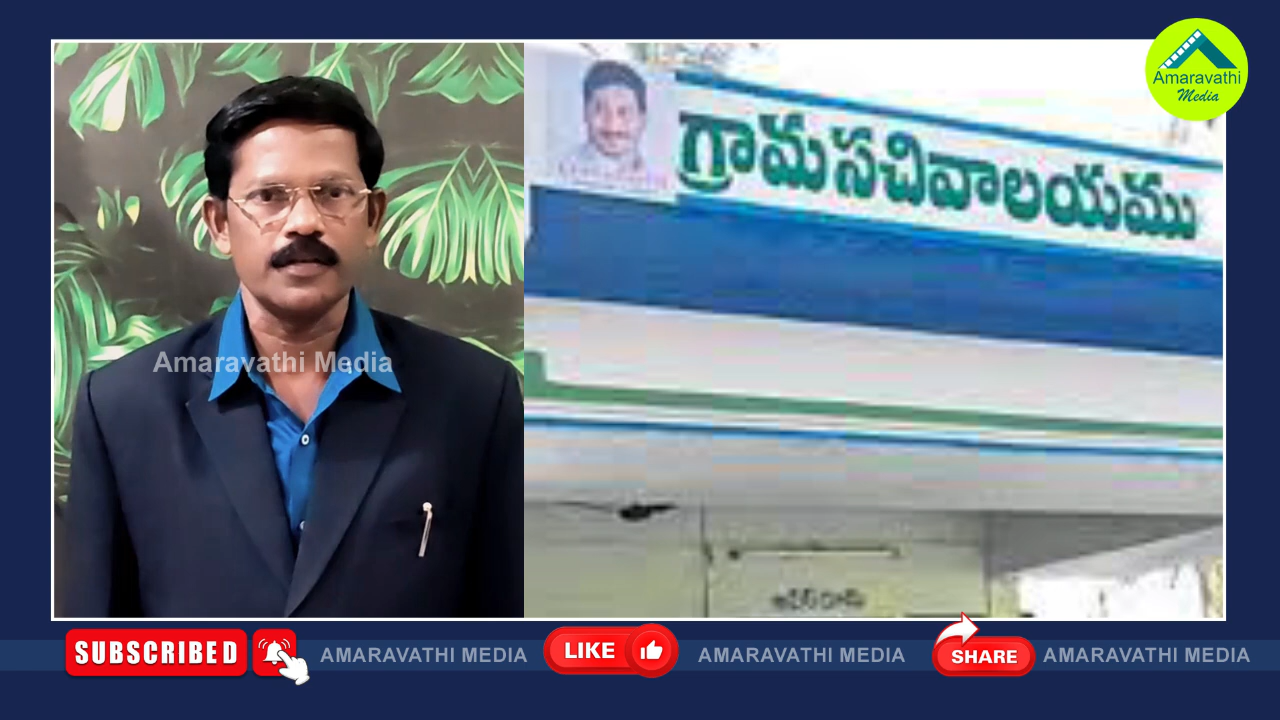 Amaravathi
Media
గ్రామ సచివాలయము
Amaravathi Media
SUBSCRIBED
AMARAVATHI MEDIA
LIKE
AMARAVATHI MEDIA
SHARE
AMARAVATHI MEDIA